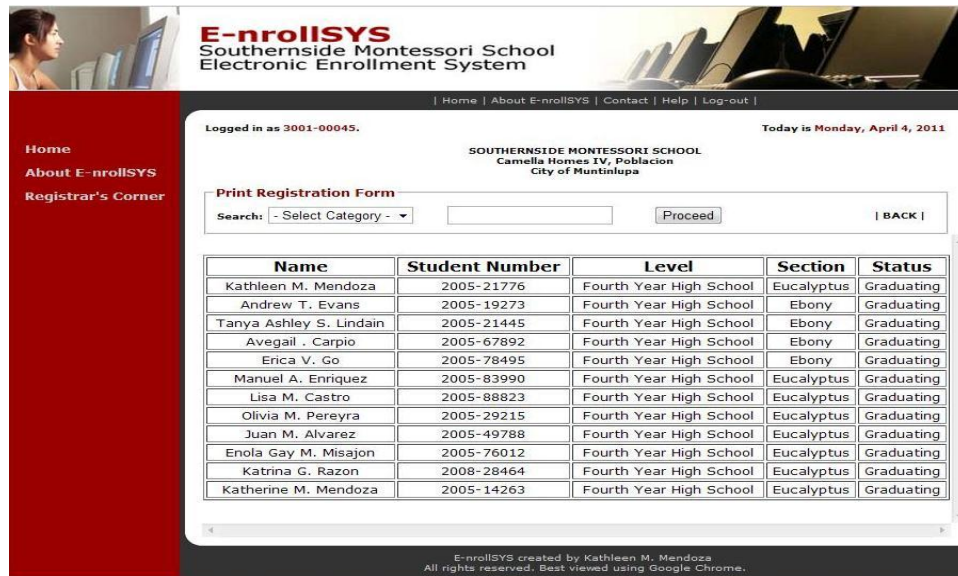 E-nrollSYS
Southernside Montessori School
Electronic Enrollment System
| Home | About E-nrollSYS | Contact | Help | Log-out |
Home
About E-nrollSYS
Registrar's Corner
Logged in as 3001-00045. Today is Monday, April 4, 2011
SOUTHERNSIDE MONTESSORI SCHOOL
Camella Homes IV, Poblacion
City of Muntinlupa
Print Registration Form
Search: - Select Category - Proceed | BACK |
Name Student Number Level Section Status
Kathleen M. Mendoza 2005-21776 Fourth Year High School Eucalyptus Graduating
Andrew T. Evans 2005-19273 Fourth Year High School Ebony Graduating
Tanya Ashley S. Lindain 2005-21445 Fourth Year High School Ebony Graduating
Avegail . Carpio 2005-67892 Fourth Year High School Ebony Graduating
Erica V. Go 2005-78495 Fourth Year High School Ebony Graduating
Manuel A. Enriquez 2005-83990 Fourth Year High School Eucalyptus Graduating
Lisa M. Castro 2005-88823 Fourth Year High School Eucalyptus Graduating
Olivia M. Pereyra 2005-29215 Fourth Year High School Eucalyptus Graduating
Juan M. Alvarez 2005-49788 Fourth Year High School Eucalyptus Graduating
Enola Gay M. Misajon 2005-76012 Fourth Year High School Eucalyptus Graduating
Katrina G. Razon 2008-28464 Fourth Year High School Eucalyptus Graduating
Katherine M. Mendoza 2005-14263 Fourth Year High School Eucalyptus Graduating
E-nrollSYS created by Kathleen M. Mendoza
All rights reserved. Best viewed using Google Chrome.